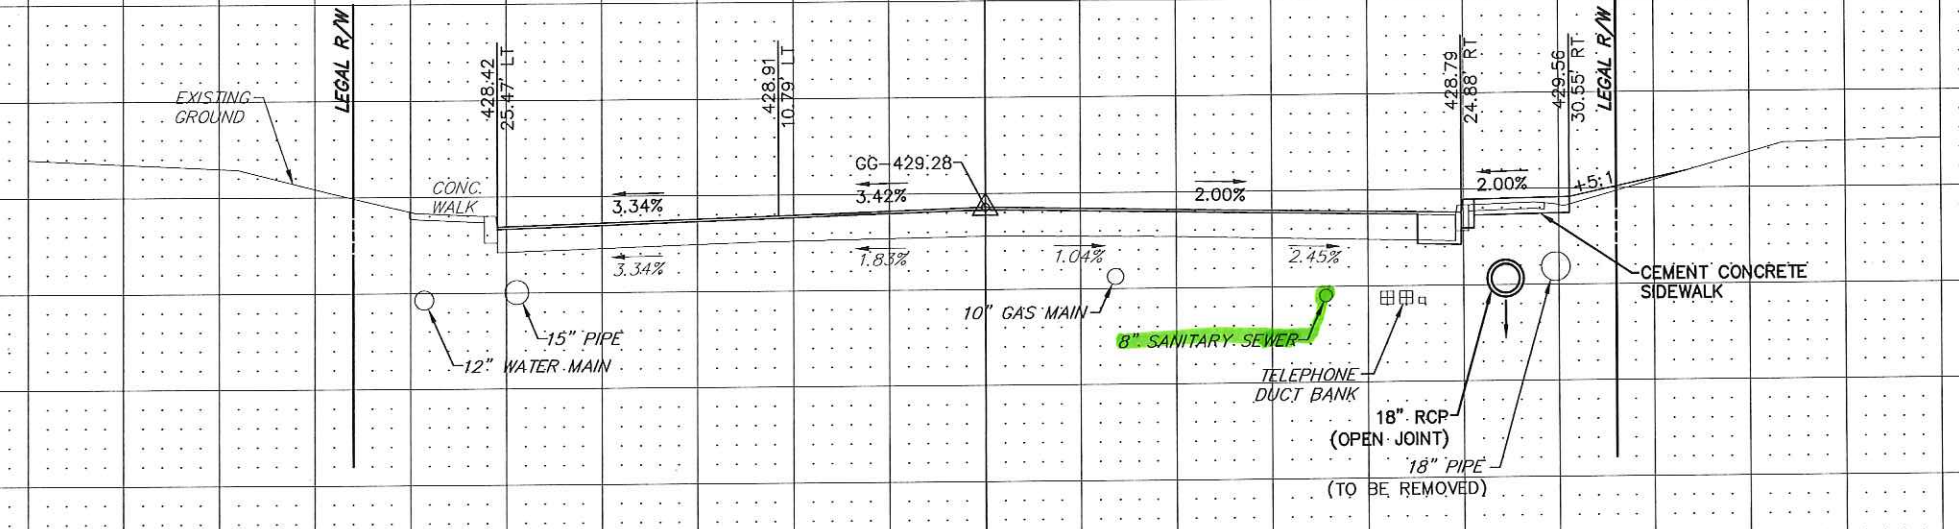 LEGAL R/W
428.42
25.47' LT
428.91
10.79' LT
428.79
24.88' RT
429.56
30.55' RT
LEGAL R/W
EXISTING
GROUND
CONC.
WALK
GG-429.28
3.34%
3.42%
2.00%
2.00%
+5:1
3.34%
1.83%
1.04%
2.45%
CEMENT CONCRETE
SIDEWALK
10" GAS MAIN
15" PIPE
8" SANITARY SEWER
12" WATER MAIN
TELEPHONE
DUCT BANK
18" RCP
(OPEN JOINT)
18" PIPE
(TO BE REMOVED)